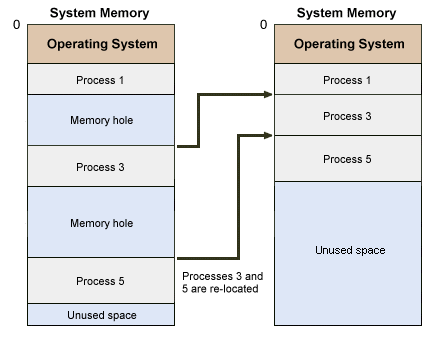 System Memory
0
Operating System
Process 1
Memory hole
Process 3
Memory hole
Process 5
Unused space
Processes 3 and
5 are re-located
System Memory
0
Operating System
Process 1
Process 3
Process 5
Unused space